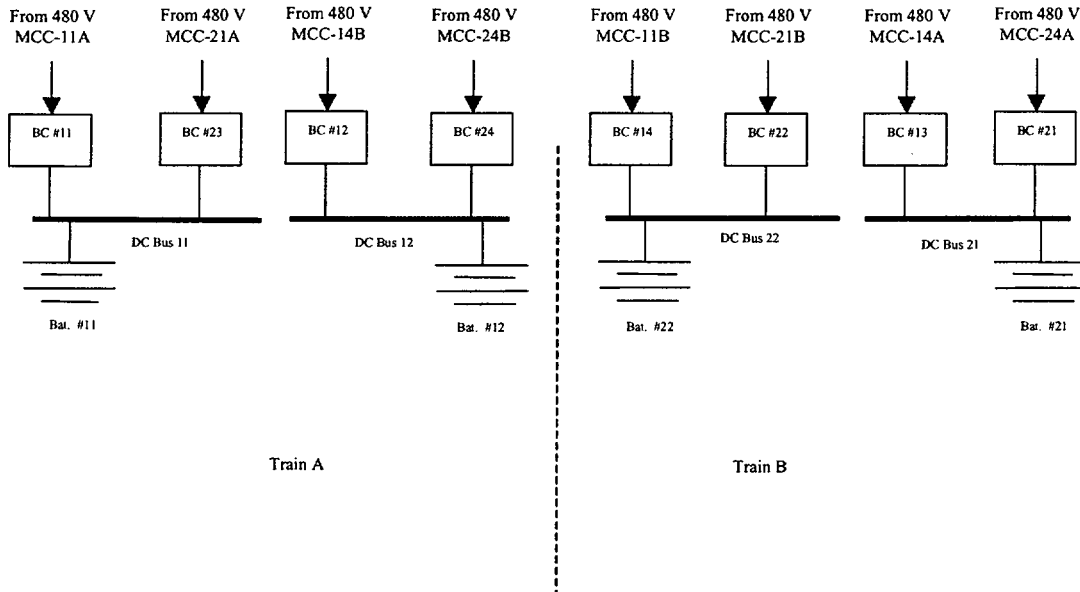 From 480 V
MCC-11A
From 480 V
MCC-21A
From 480 V
MCC-14B
From 480 V
MCC-24B
From 480 V
MCC-11B
From 480 V
MCC-21B
From 480 V
MCC-14A
From 480 V
MCC-24A
BC #11
BC #23
BC #12
BC #24
BC #14
BC #22
BC #13
BC #21
DC Bus 11
DC Bus 12
DC Bus 22
DC Bus 21
Bat. #11
Bat. #12
Bat. #22
Bat. #21
Train A
Train B